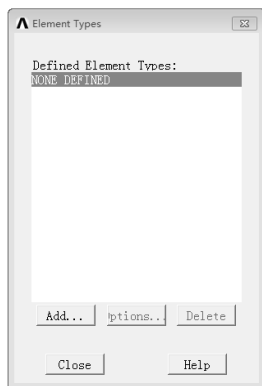 Element Types
Defined Element Types:
NONE DEFINED
Add... ptions... Delete
Close Help